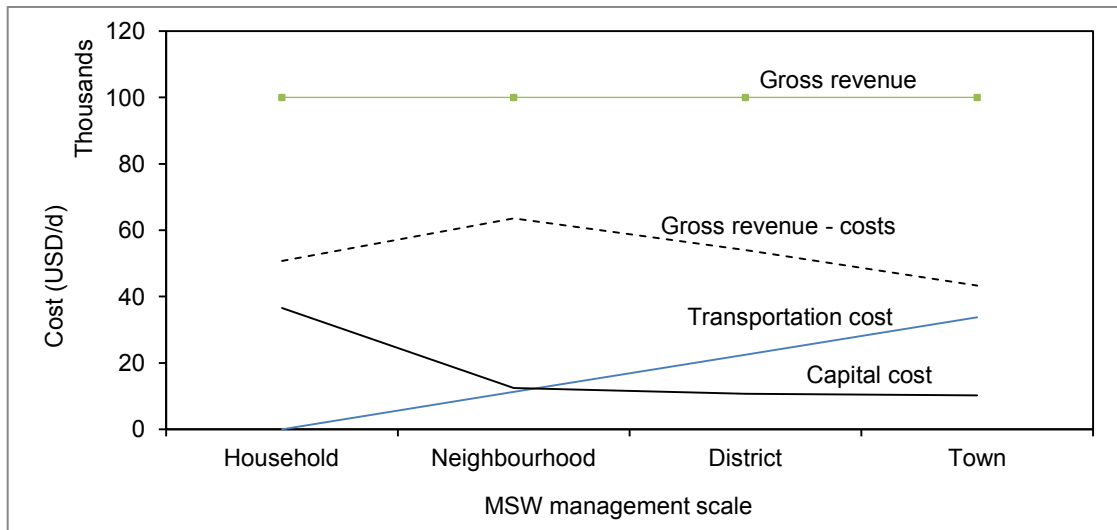 Thousands
Cost (USD/d)
120
100
80
60
40
20
0
Gross revenue
Gross revenue - costs
Transportation cost
Capital cost
Household
Neighbourhood
District
Town
MSW management scale